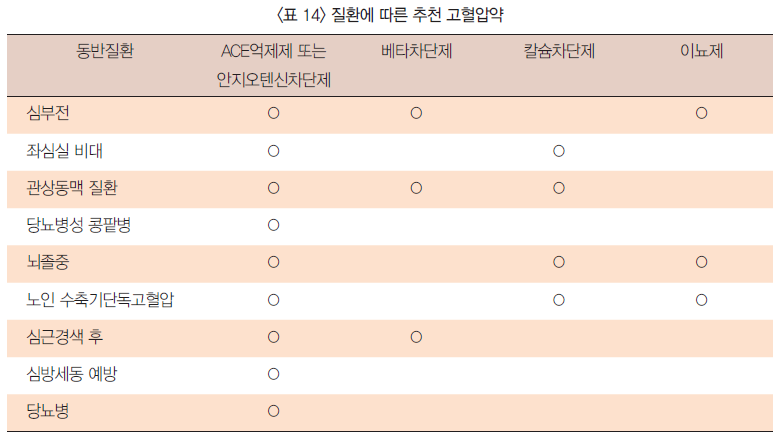 <표 14> 질환에 따른 추천 고혈압약
동반질환 ACE억제제 또는 안지오텐신차단제 베타차단제 칼슘차단제 이뇨제
심부전 O O O
좌심실 비대 O O
관상동맥 질환 O O O
당뇨병성 콩팥병 O
뇌졸중 O O O
노인 수축기단독고혈압 O O O
심근경색 후 O O
심방세동 예방 O
당뇨병 O